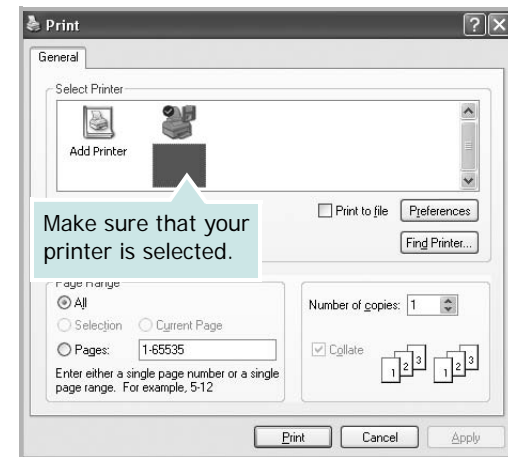 Print
General
Select Printer
Add Printer
Make sure that your
printer is selected.
Print to file
Preferences
Find Printer...
Page Range
All
Selection
Current Page
Pages:
1-65535
Enter either a single page number or a single
page range. For example, 5-12
Number of copies:
1
Collate
1 2 3
1 2 3
Print
Cancel
Apply